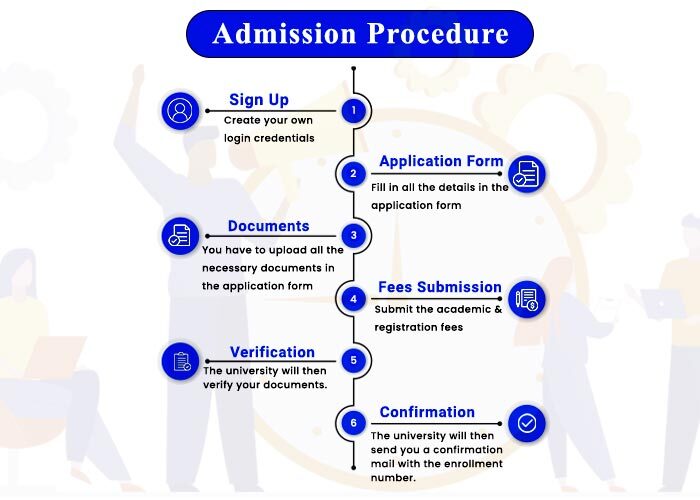 Admission Procedure
Sign Up
1
Create your own
login credentials
Application Form
2
Fill in all the details in the
application form
Documents
3
You have to upload all the
necessary documents in
the application form
Fees Submission
4
Submit the academic &
registration fees
Verification
5
The university will then
verify your documents.
Confirmation
6
The university will then
send you a confirmation
mail with the enrollment
number.